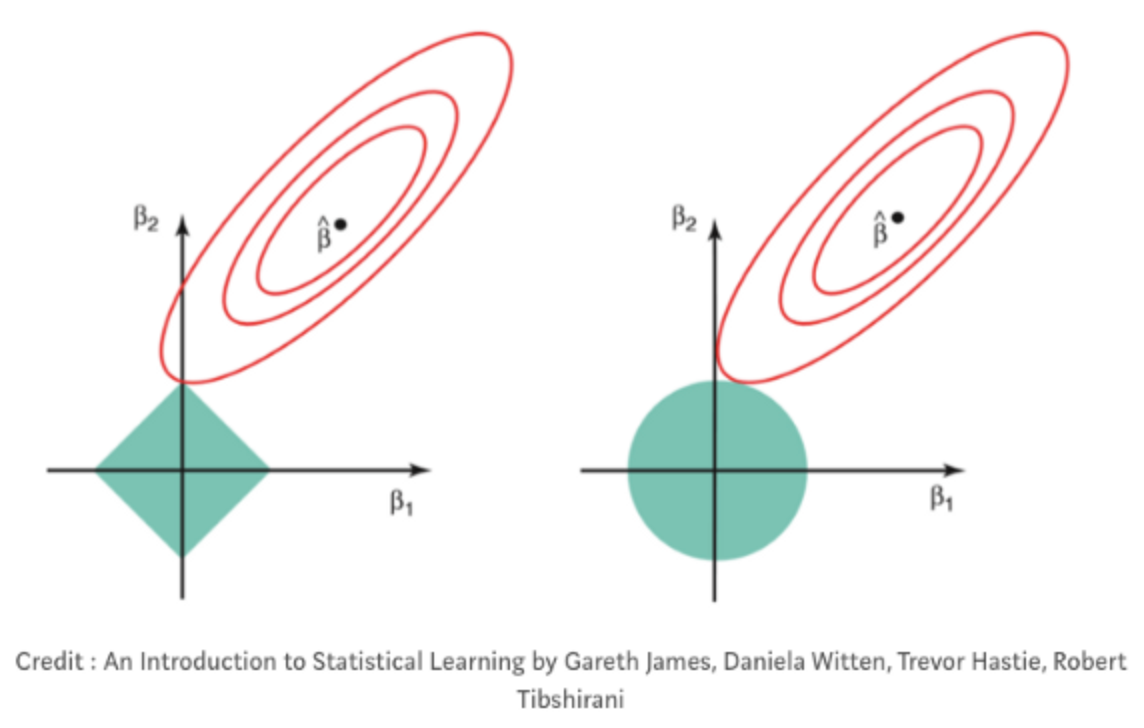 β₂
β̂
β₁
β₂
β̂
β₁
Credit : An Introduction to Statistical Learning by Gareth James, Daniela Witten, Trevor Hastie, Robert
Tibshirani